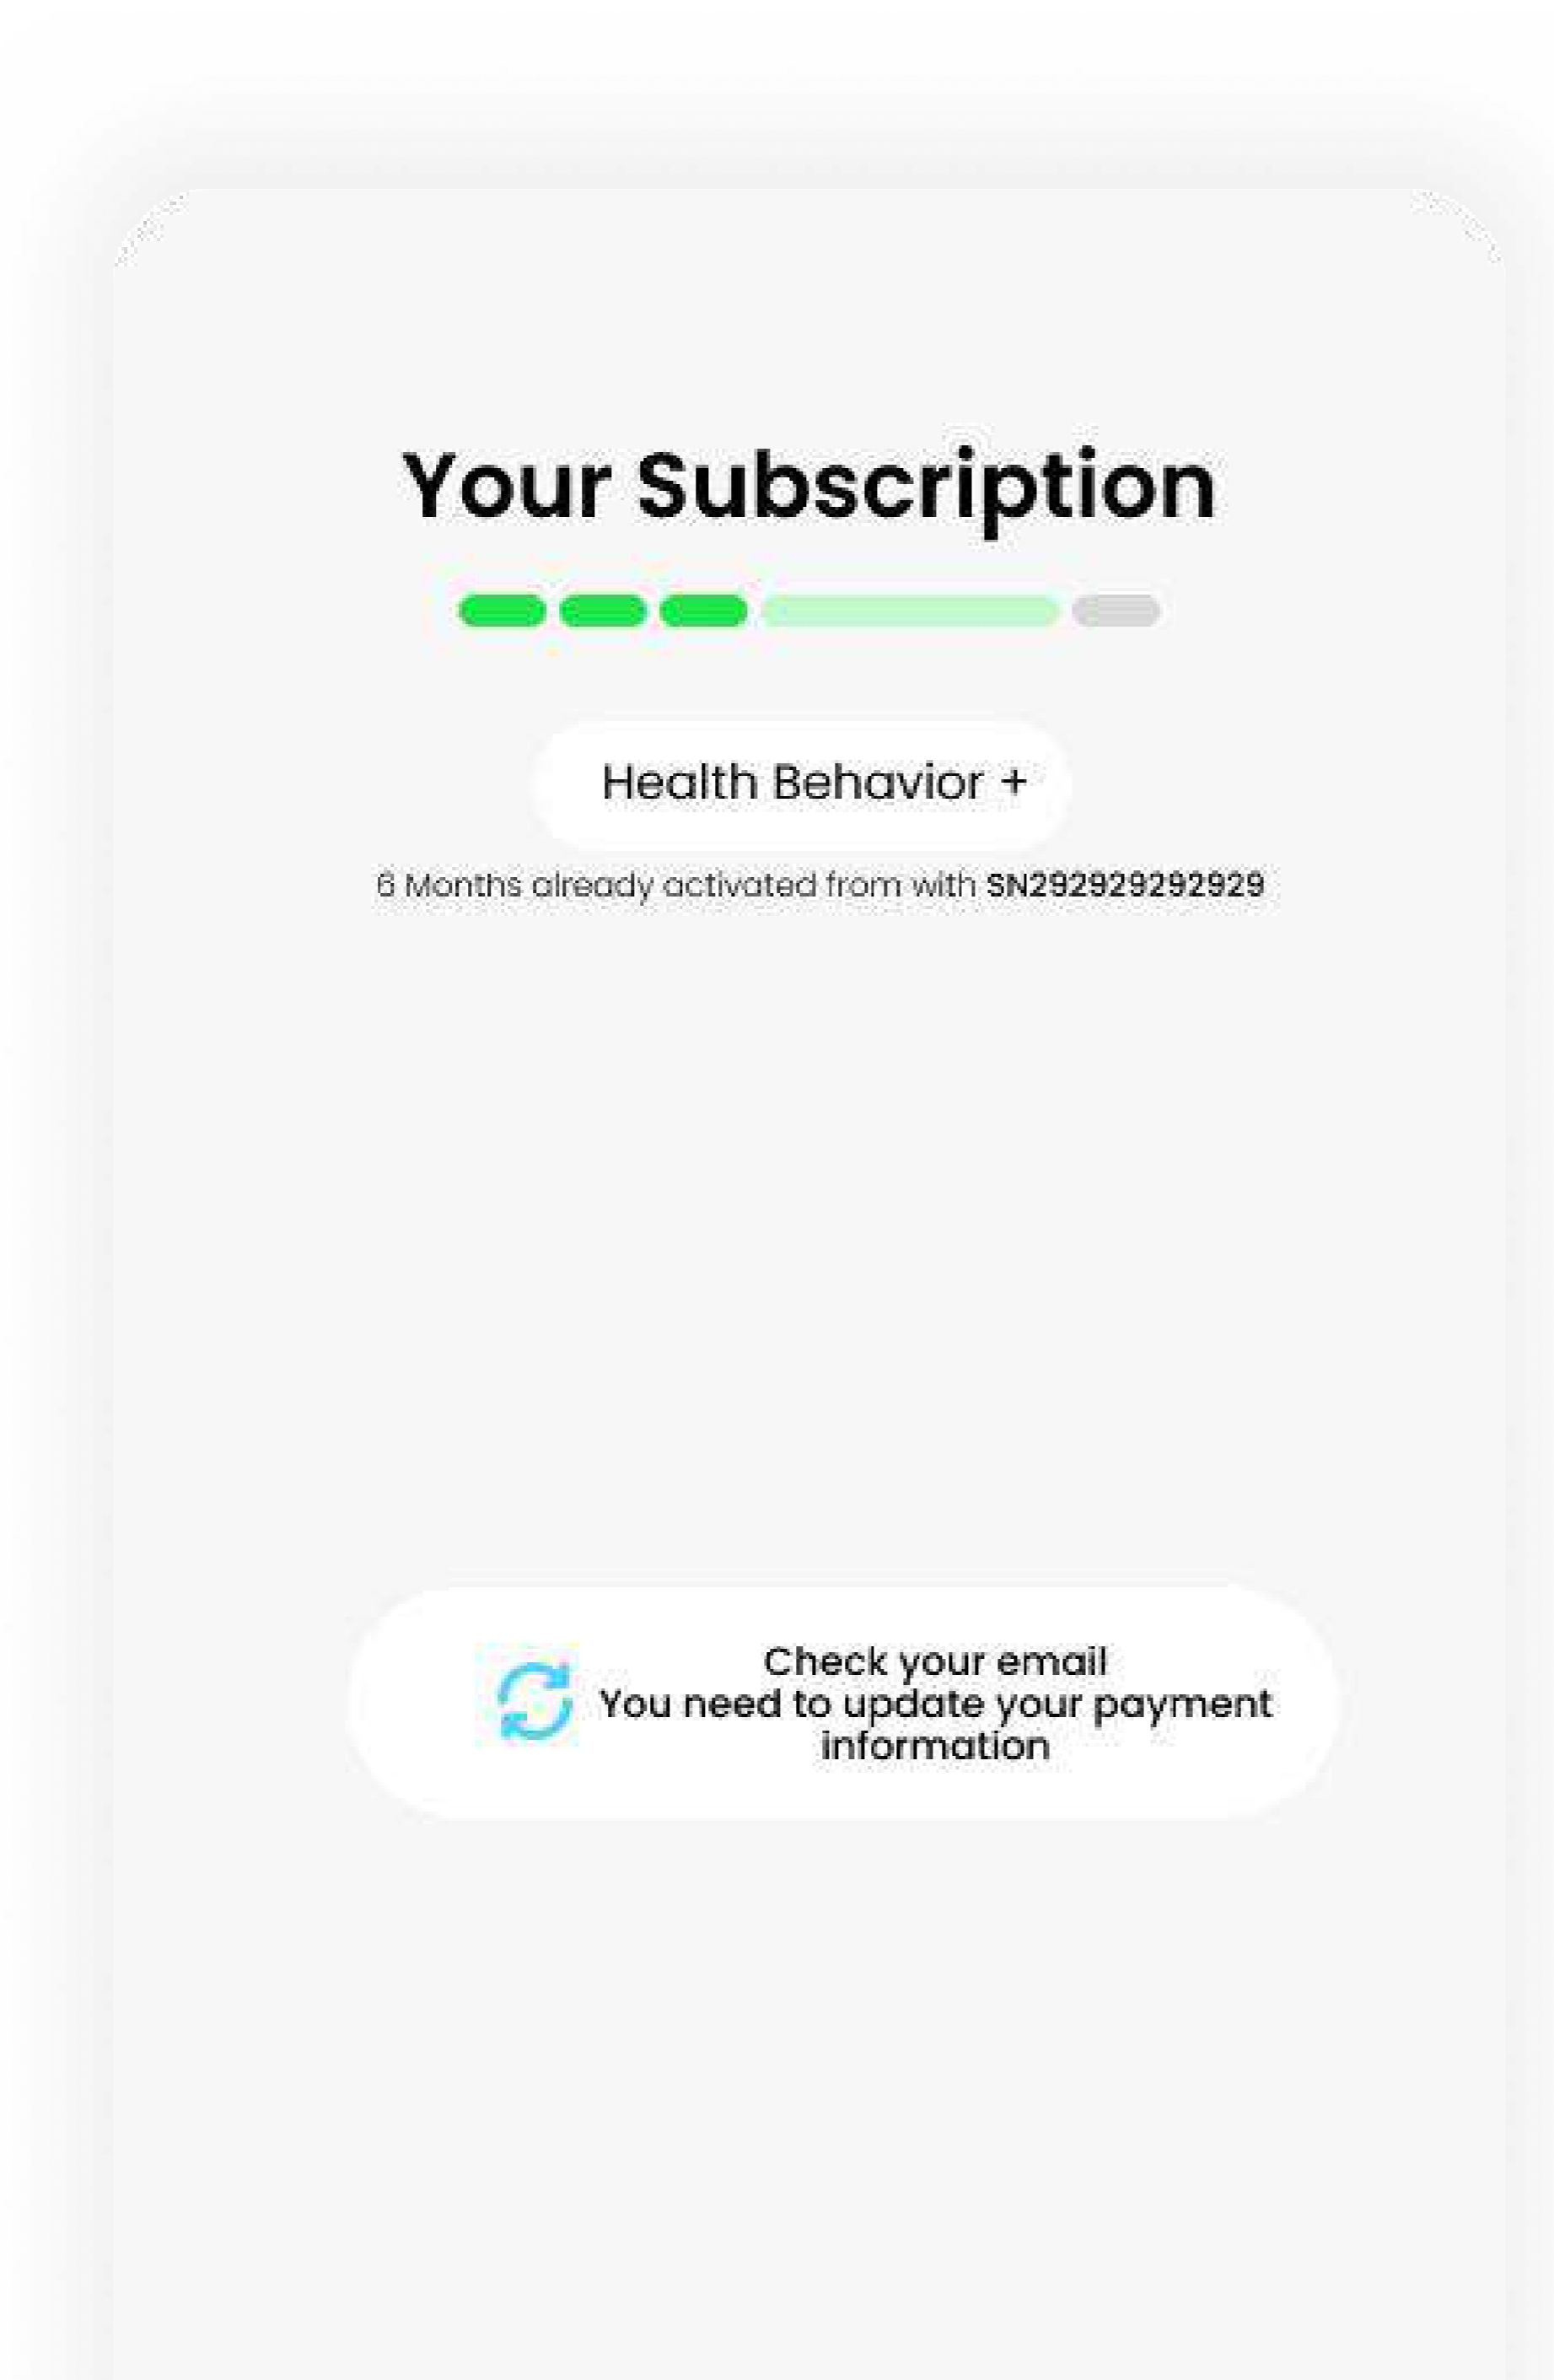 Your Subscription
Health Behavior +
6 Months already activated from with SN292929292929
Check your email
You need to update your payment
information